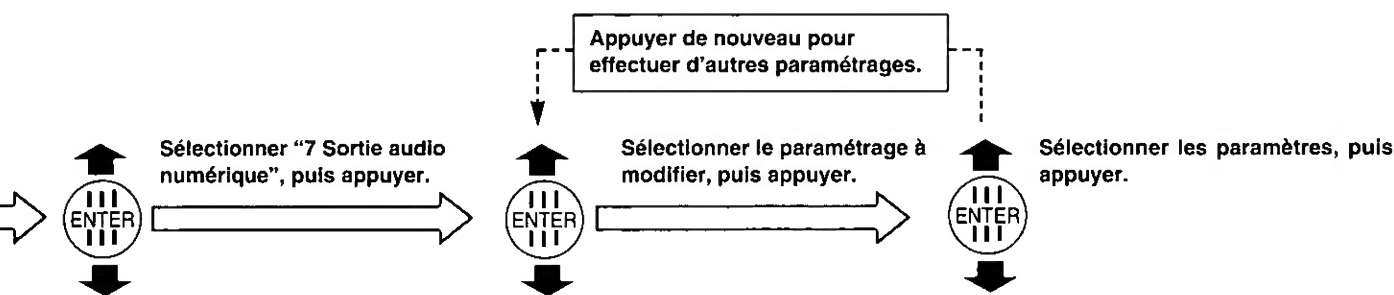 Appuyer de nouveau pour
effectuer d'autres paramétrages.
Sélectionner “7 Sortie audio
numérique”, puis appuyer.
Sélectionner le paramétrage à
modifier, puis appuyer.
Sélectionner les paramètres, puis
appuyer.
ENTER
ENTER
ENTER